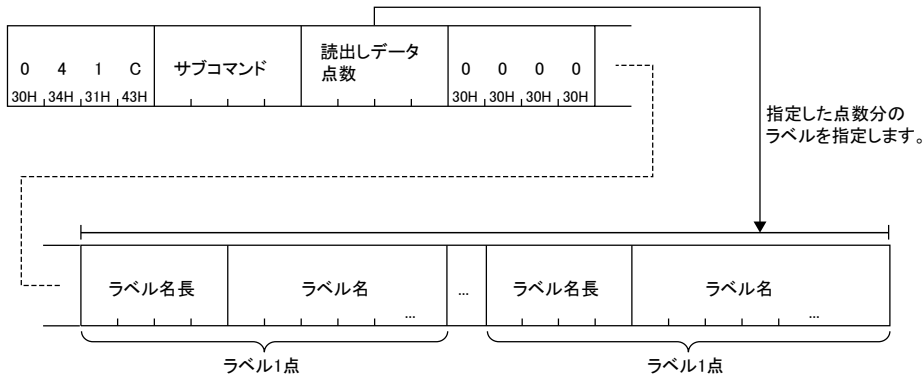 0 4 1 C
30H 34H 31H 43H
サブコマンド
読出しデータ
点数
0 0 0 0
30H 30H 30H 30H
指定した点数分の
ラベルを指定します。
ラベル名長
ラベル名
...
...
ラベル名長
ラベル名
...
ラベル1点
ラベル1点